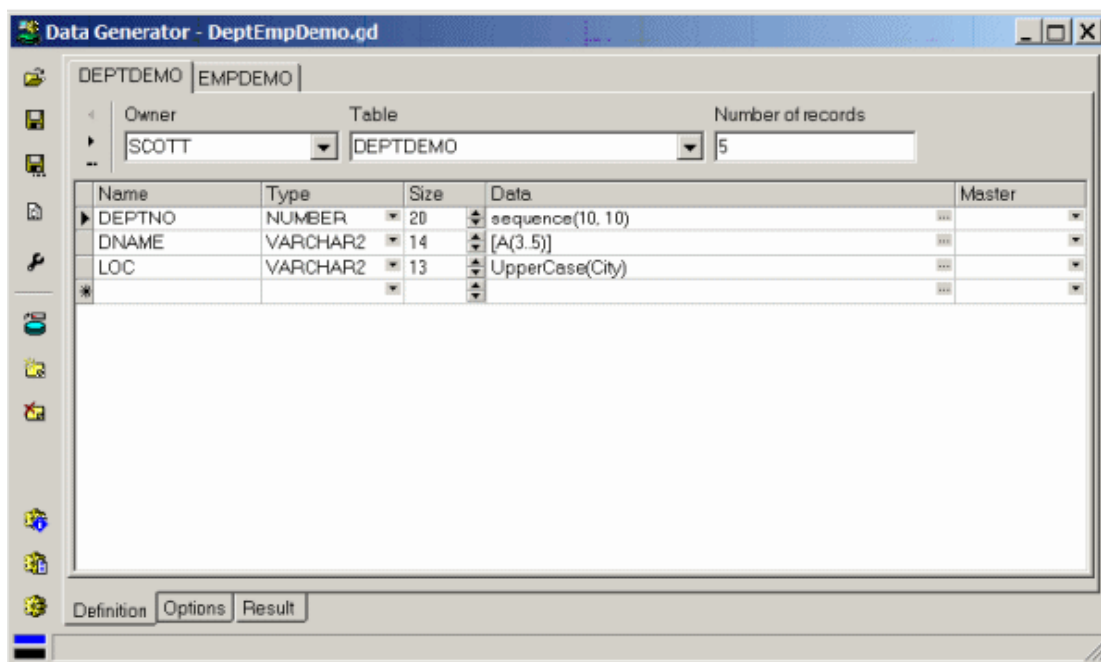 Data Generator - DeptEmpDemo.gd
DEPTDEMO EMPDEMO
Owner Table Number of records
SCOTT DEPTDEMO 5
Name Type Size Data Master
DEPTNO NUMBER 20 sequence(10, 10) ...
DNAME VARCHAR2 14 [A(3..5)] ...
LOC VARCHAR2 13 UpperCase(City) ...
...
Definition Options Result